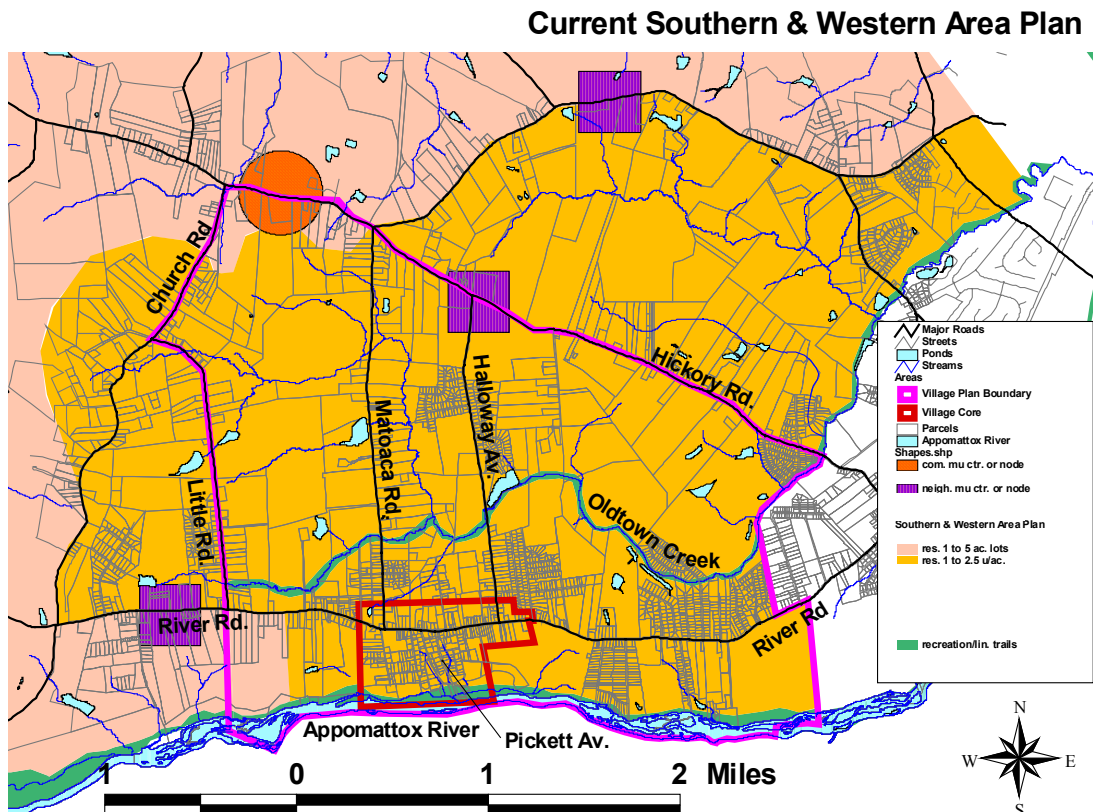 Current Southern & Western Area Plan
Church Rd
Hickory Rd.
Halloway Av.
Matoaca Rd.
Little Rd.
Oldtown Creek
River Rd.
River Rd
Appomattox River
Pickett Av.
Major Roads
Streets
Ponds
Streams
Areas
Village Plan Boundary
Village Core
Parcels
Appomattox River
Shapes.shp
com. mu ctr. or node
neigh. mu ctr. or node
Southern & Western Area Plan
res. 1 to 5 ac. lots
res. 1 to 2.5 u/ac.
recreation/lin. trails
N
W E
S
1 0 1 2 Miles